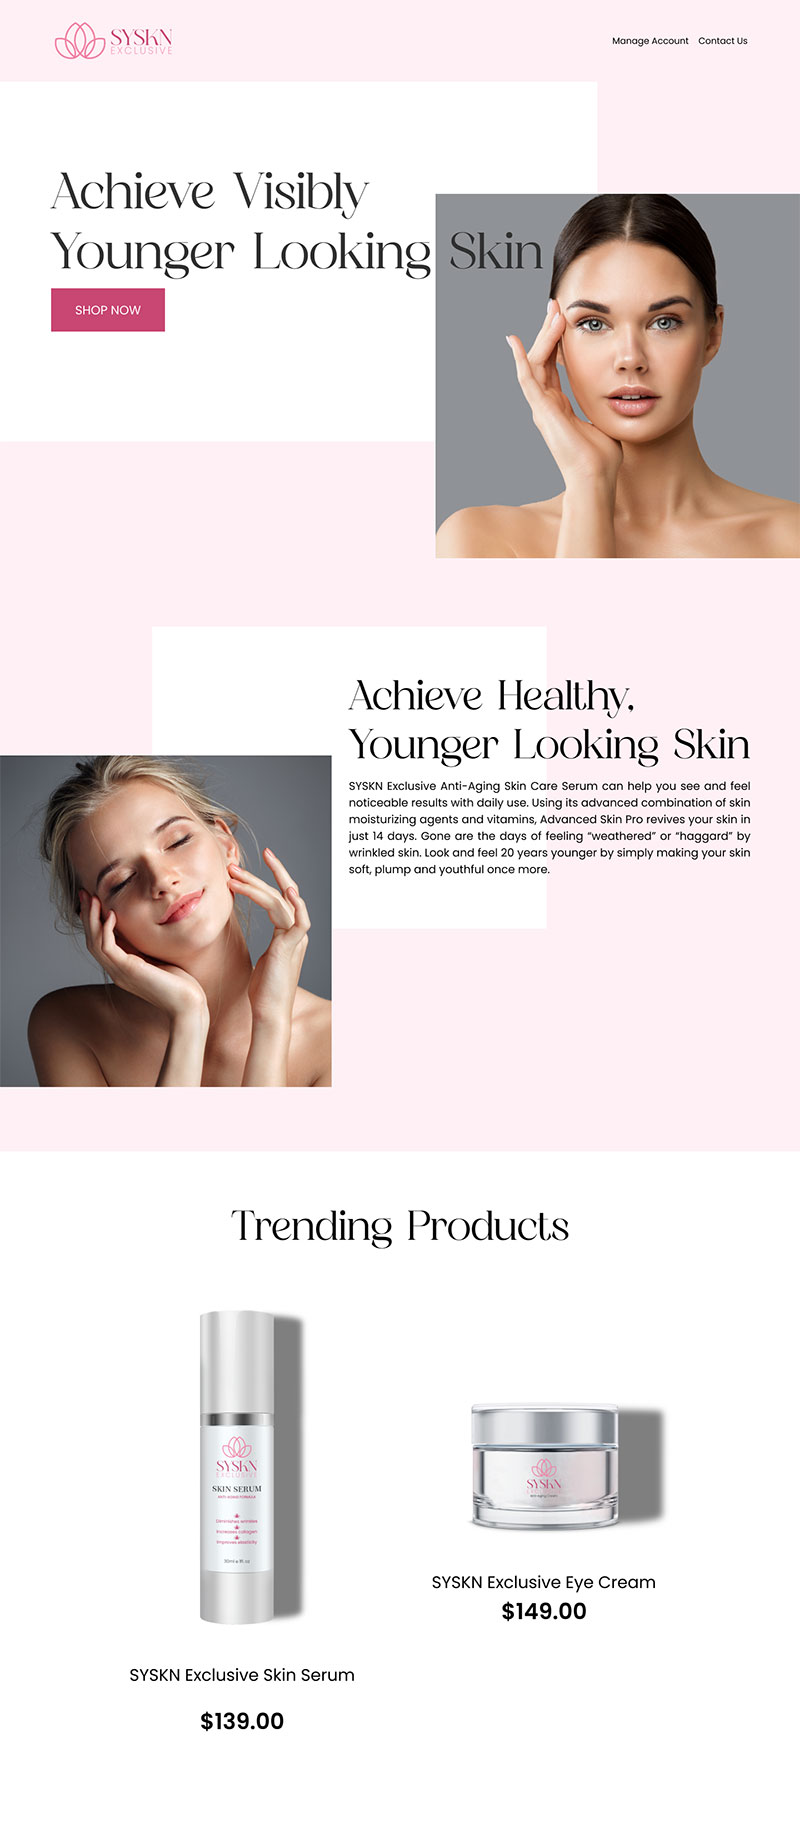 SYSKN
EXCLUSIVE
Manage Account Contact Us
Achieve Visibly
Younger Looking Skin
SHOP NOW
Achieve Healthy,
Younger Looking Skin
SYSKN Exclusive Anti-Aging Skin Care Serum can help you see and feel
noticeable results with daily use. Using its advanced combination of skin
moisturizing agents and vitamins, Advanced Skin Pro revives your skin in
just 14 days. Gone are the days of feeling “weathered” or “haggard” by
wrinkled skin. Look and feel 20 years younger by simply making your skin
soft, plump and youthful once more.
Trending Products
SYSKN
EXCLUSIVE
SKIN SERUM
ANTI-AGING FORMULA
Diminishes wrinkles
Increases collagen
Improves elasticity
30ml e 1fl. oz
SYSKN
Anti-Aging Cream
SYSKN Exclusive Eye Cream
$149.00
SYSKN Exclusive Skin Serum
$139.00